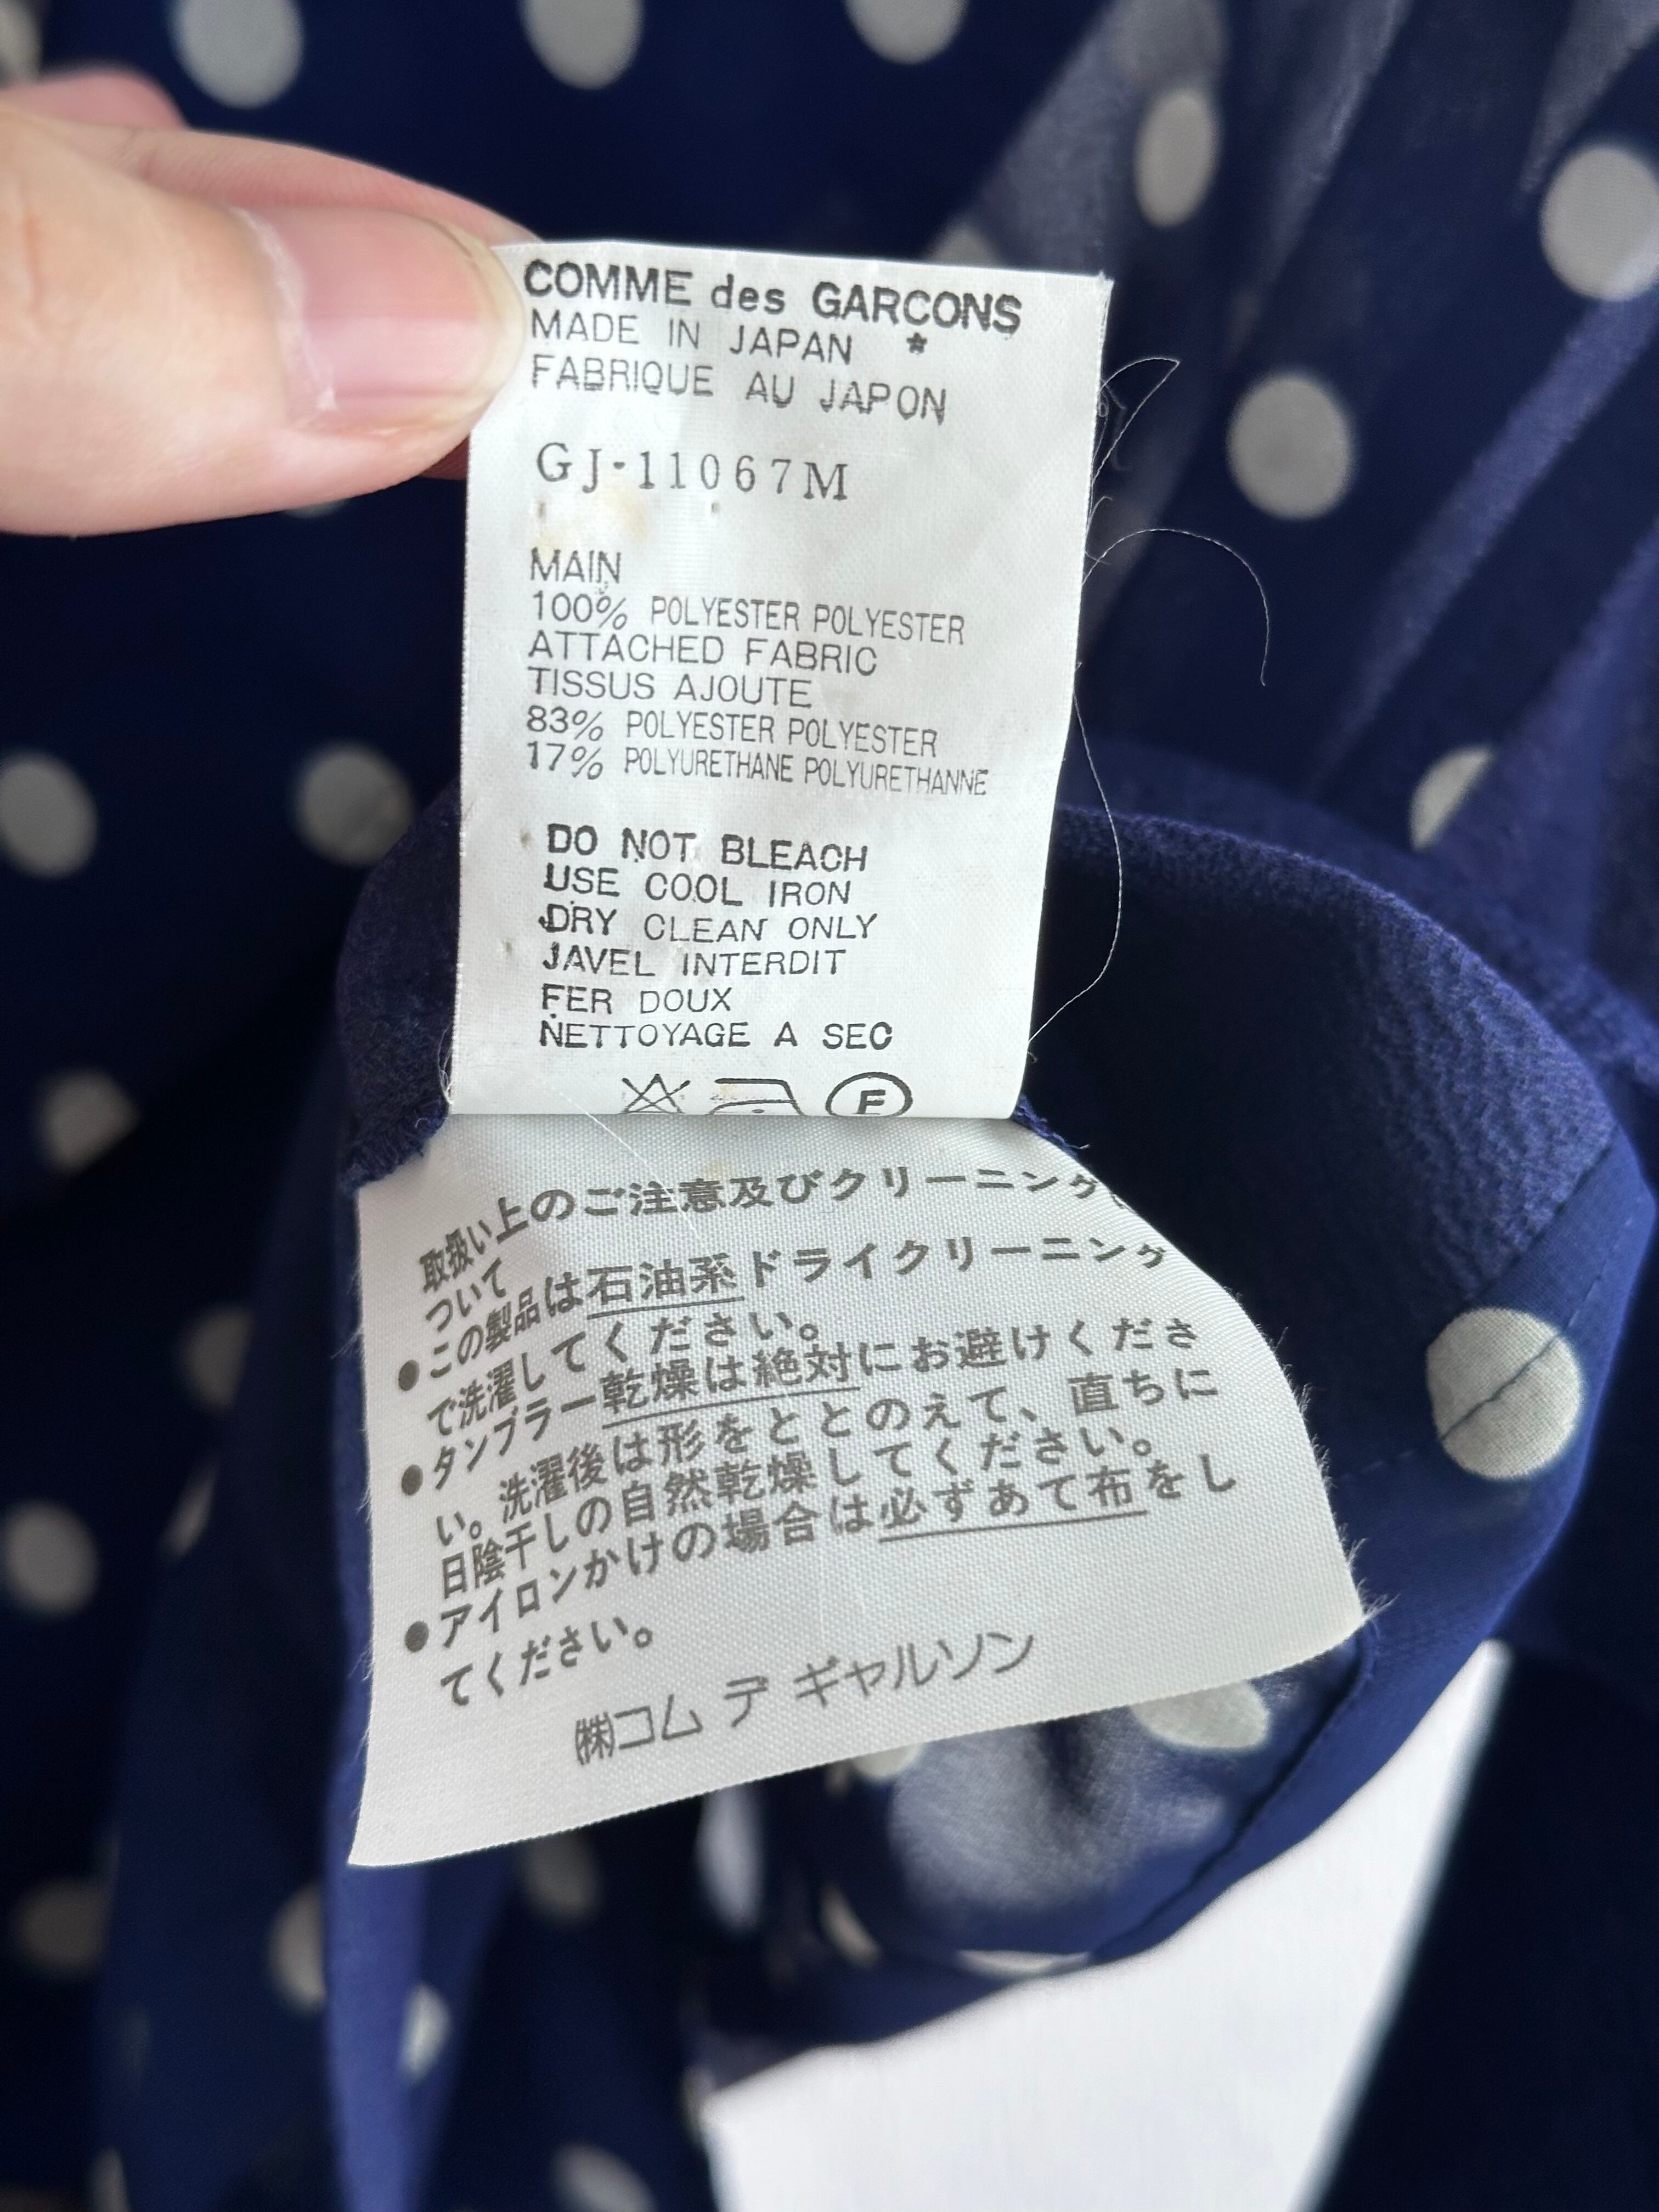 COMME des GARCONS
MADE IN JAPAN *
FABRIQUE AU JAPON
GJ-11067M
MAIN
100% POLYESTER POLYESTER
ATTACHED FABRIC
TISSUS AJOUTE
83% POLYESTER POLYESTER
17% POLYURETHANE POLYURETHANNE
DO NOT BLEACH
USE COOL IRON
DRY CLEAN ONLY
JAVEL INTERDIT
FER DOUX
NETTOYAGE A SEC
F
取扱い上のご注意及びクリーニング
ついて
●この製品は石油系ドライクリーニング
で洗濯してください。
●タンブラー乾燥は絶対にお避けくださ
い。洗濯後は形をととのえて、直ちに
日陰干しの自然乾燥してください。
●アイロンかけの場合は必ずあて布をし
てください。
㈱コム デ ギャルソン